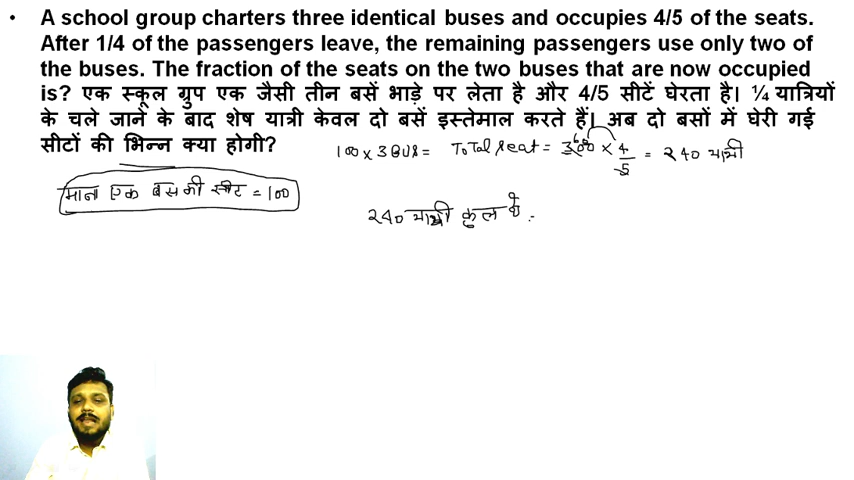 • A school group charters three identical buses and occupies 4/5 of the seats.
After 1/4 of the passengers leave, the remaining passengers use only two of
the buses. The fraction of the seats on the two buses that are now occupied
is? एक स्कूल ग्रुप एक जैसी तीन बसें भाड़े पर लेता है और 4/5 सीटें घेरता है। ¼ यात्रियों
के चले जाने के बाद शेष यात्री केवल दो बसें इस्तेमाल करते हैं। अब दो बसों में घेरी गई
सीटों की भिन्न क्या होगी?
100 x 3 BUS = Total seat = 300 × 4/5 = 240 यात्री
60
माना एक बस की सीट = 100
240 यात्री कुल थे